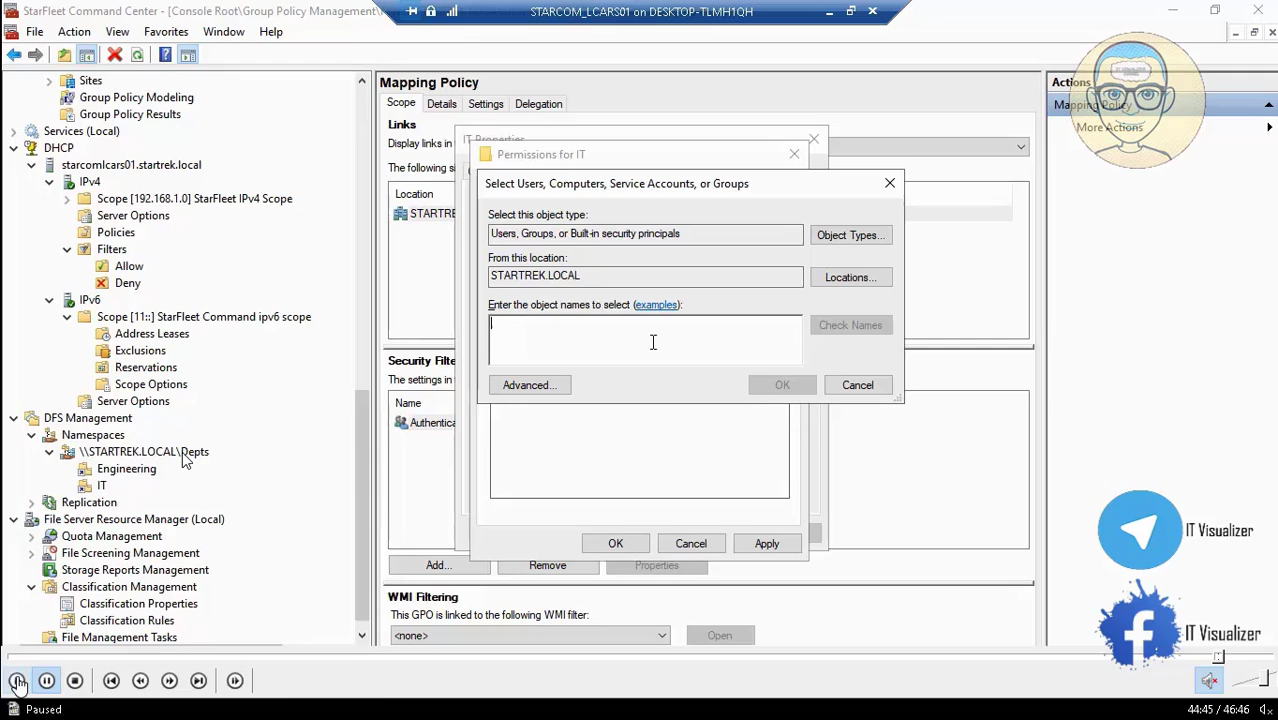 StarFleet Command Center - [Console Root\Group Policy Management\
STARCOM_LCARS01 on DESKTOP-TLMH1QH
File Action View Favorites Window Help
Sites
Group Policy Modeling
Group Policy Results
Services (Local)
DHCP
starcomlcars01.startrek.local
IPv4
Scope [192.168.1.0] StarFleet IPv4 Scope
Server Options
Policies
Filters
Allow
Deny
IPv6
Scope [11::] StarFleet Command ipv6 scope
Address Leases
Exclusions
Reservations
Scope Options
Server Options
DFS Management
Namespaces
\\STARTREK.LOCAL\Depts
Engineering
IT
Replication
File Server Resource Manager (Local)
Quota Management
File Screening Management
Storage Reports Management
Classification Management
Classification Properties
Classification Rules
File Management Tasks
Mapping Policy
Scope Details Settings Delegation
Links
Display links in
The following si
Location
STARTRE
Security Filte
The settings in
Name
Authentica
Add... Remove Properties
WMI Filtering
This GPO is linked to the following WMI filter:
<none> Open
IT Properties
Permissions for IT
Select Users, Computers, Service Accounts, or Groups
Select this object type:
Users, Groups, or Built-in security principals Object Types...
From this location:
STARTREK.LOCAL Locations...
Enter the object names to select (examples):
Check Names
Advanced... OK Cancel
OK Cancel Apply
Actions
Mapping Policy
More Actions
IT Visualizer
IT Visualizer
Paused
44:45 / 46:46